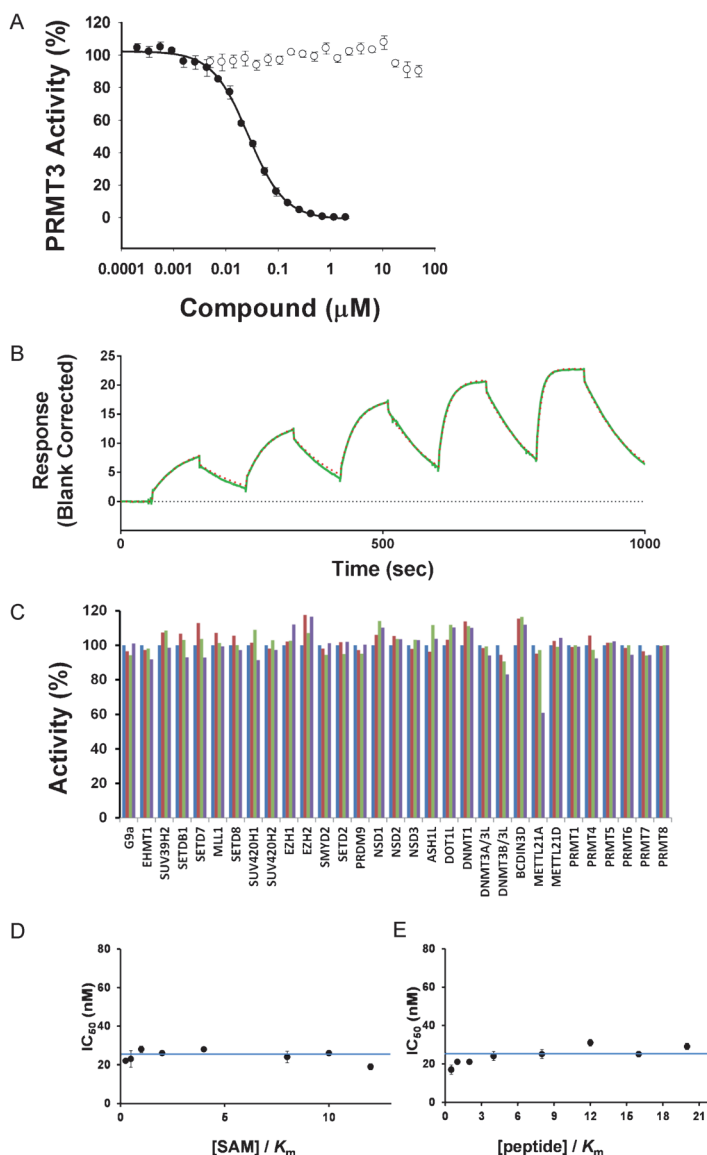 A
PRMT3 Activity (%)
120
100
80
60
40
20
0
0.0001 0.001 0.01 0.1 1 10 100
Compound (μM)
B
Response
(Blank Corrected)
25
20
15
10
5
0
0 500 1000
Time (sec)
C
Activity (%)
120
100
80
60
40
20
0
G9a
EHMT1
SUV39H2
SETDB1
SETD7
MLL1
SETD8
SUV420H1
SUV420H2
EZH1
EZH2
SMYD2
SETD2
PRDM9
NSD1
NSD2
NSD3
ASH1L
DOT1L
DNMT1
DNMT3A/3L
DNMT3B/3L
BCDIN3D
METTL21A
METTL21D
PRMT1
PRMT4
PRMT5
PRMT6
PRMT7
PRMT8
D
IC50 (nM)
80
60
40
20
0
0 5 10
[SAM] / Km
E
IC50 (nM)
80
60
40
20
0
0 3 6 9 12 15 18 21
[peptide] / Km